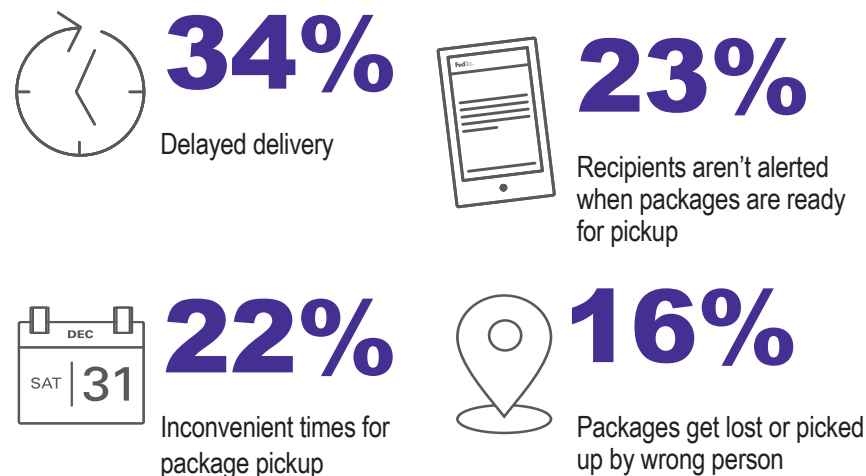 34%
Delayed delivery
23%
Fed
Recipients aren't alerted
when packages are ready
for pickup
22%
DEC
SAT 31
Inconvenient times for
package pickup
16%
Packages get lost or picked
up by wrong person